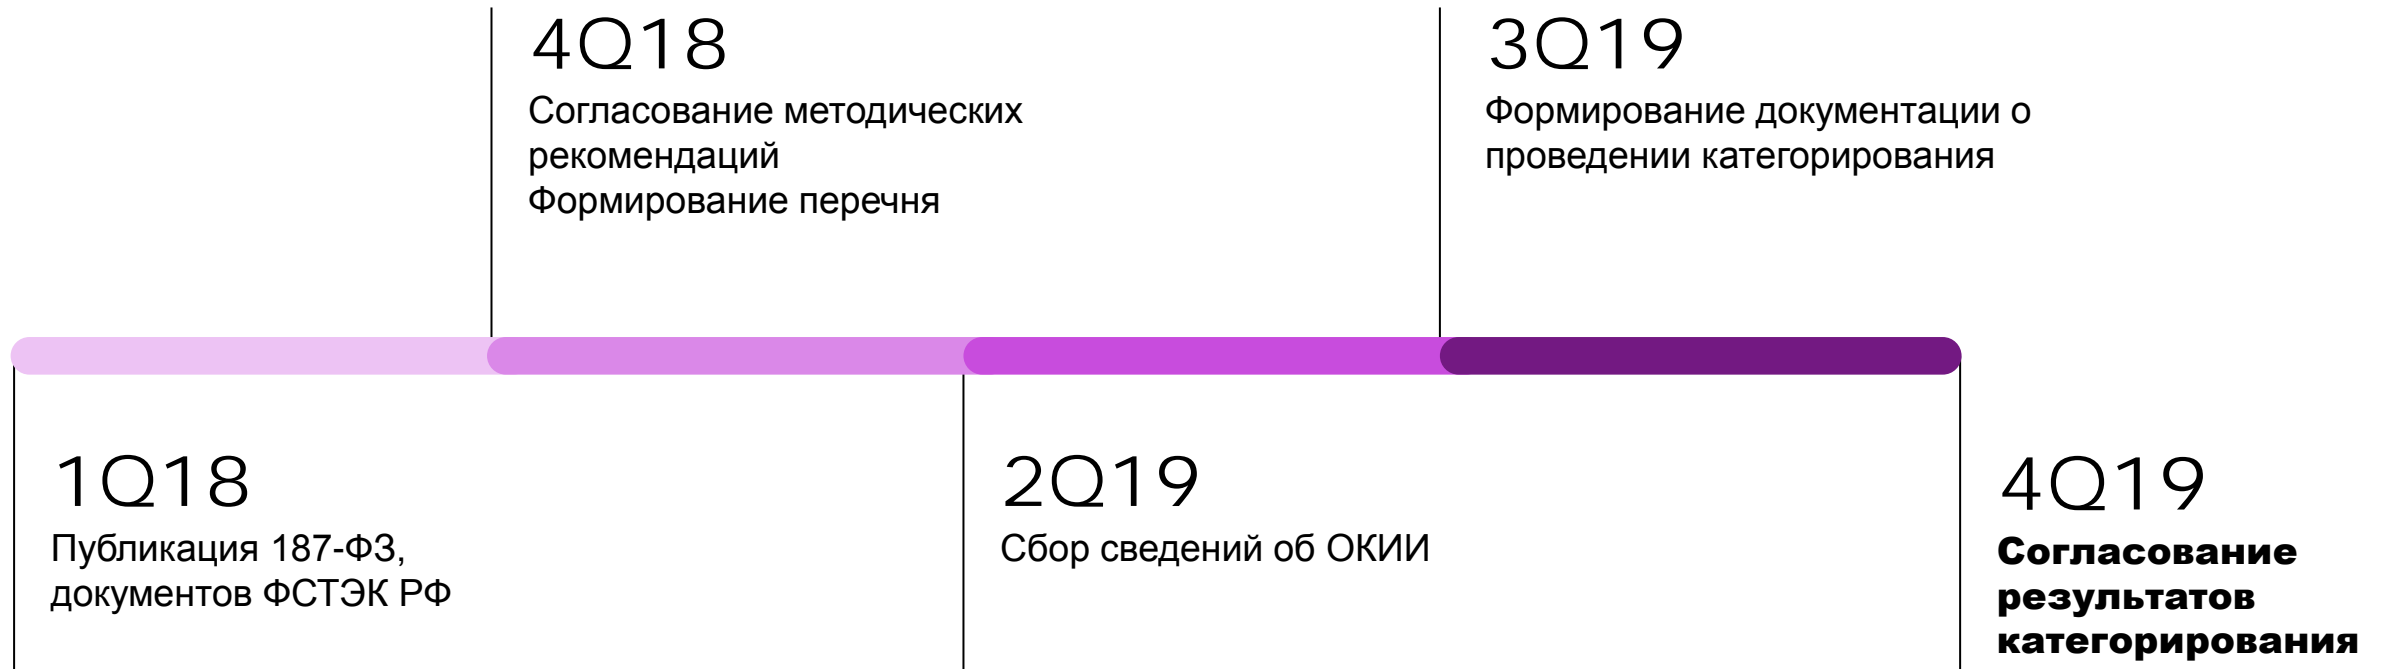 4Q18
Согласование методических
рекомендаций
Формирование перечня
3Q19
Формирование документации о
проведении категорирования
1Q18
Публикация 187-ФЗ,
документов ФСТЭК РФ
2Q19
Сбор сведений об ОКИИ
4Q19
Согласование
результатов
категорирования